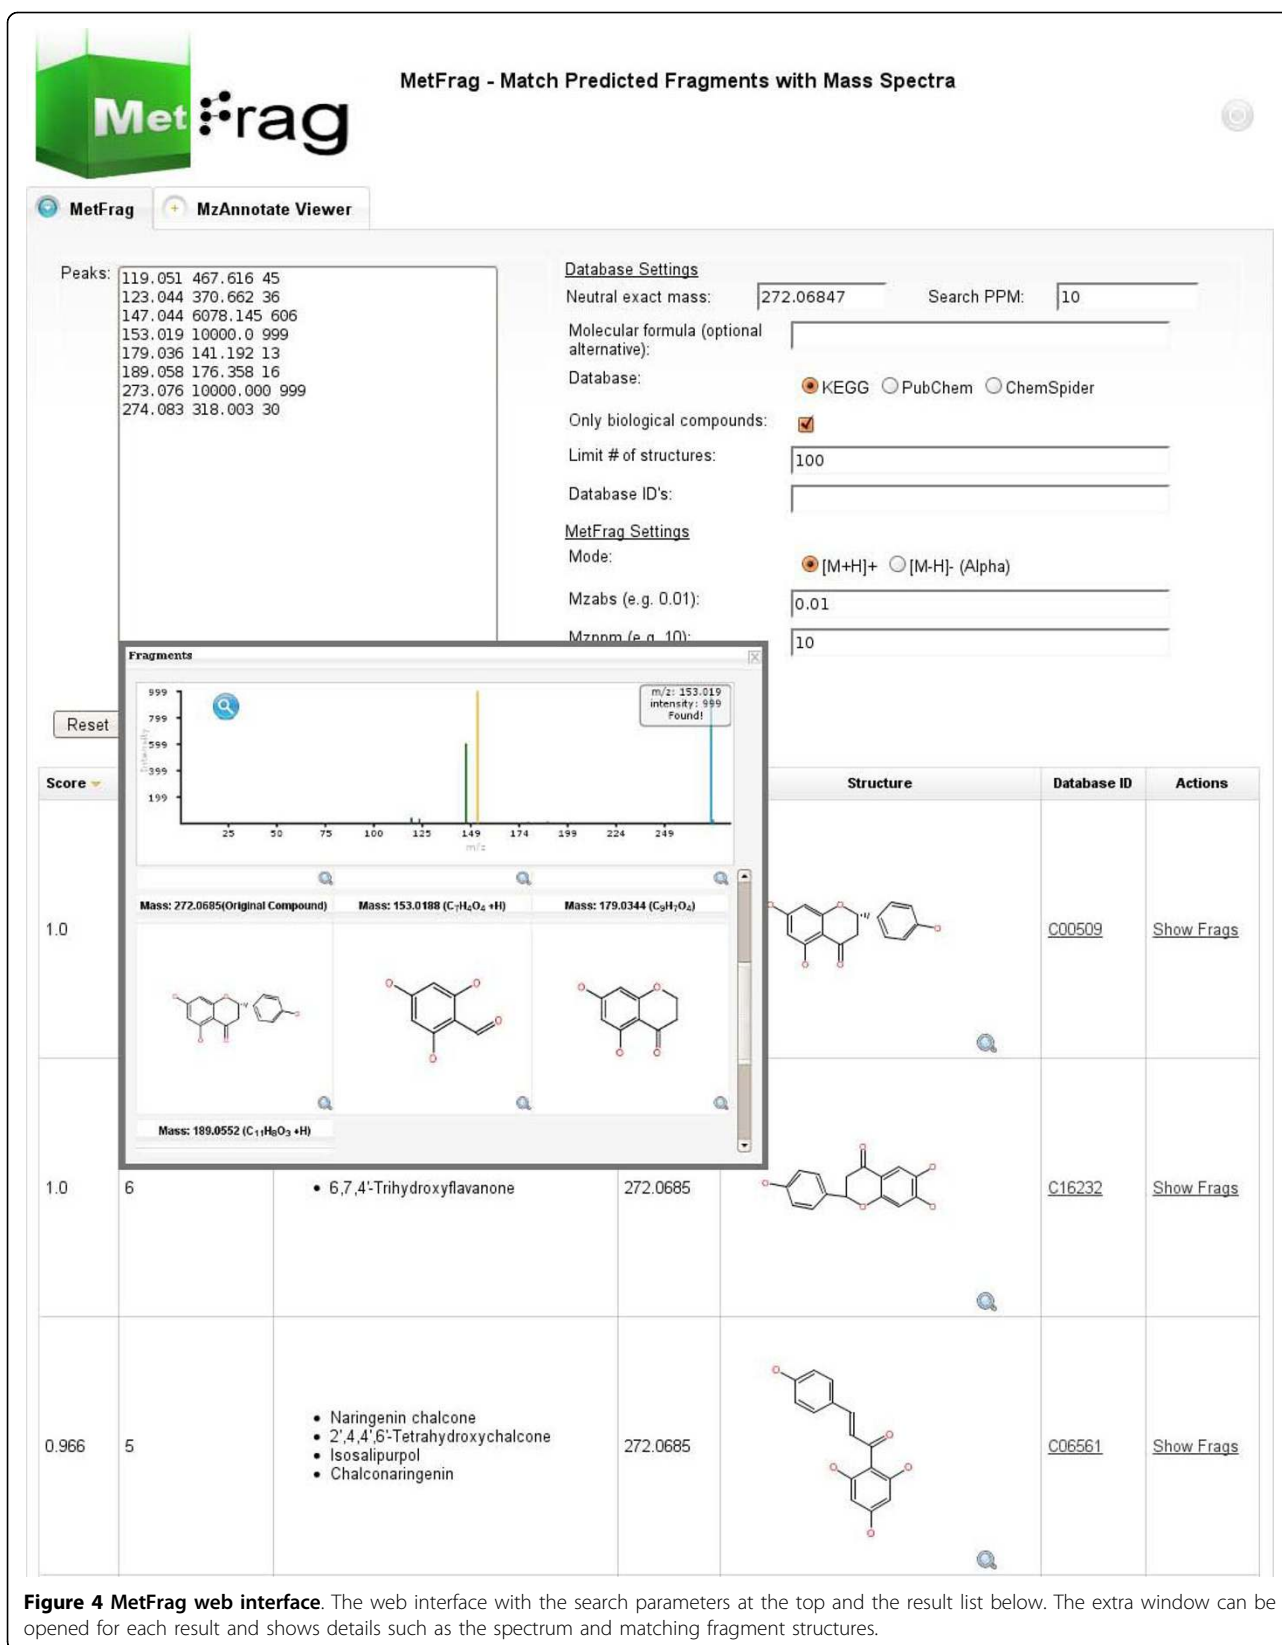 MetFrag
MetFrag - Match Predicted Fragments with Mass Spectra
MetFrag
MzAnnotate Viewer
Peaks:
119.051 467.616 45
123.044 370.662 36
147.044 6078.145 606
153.019 10000.0 999
179.036 141.192 13
189.058 176.358 16
273.076 10000.000 999
274.083 318.003 30
Database Settings
Neutral exact mass: 272.06847 Search PPM: 10
Molecular formula (optional
alternative):
Database: KEGG PubChem ChemSpider
Only biological compounds:
Limit # of structures: 100
Database ID's:
MetFrag Settings
Mode: [M+H]+ [M-H]- (Alpha)
Mzabs (e.g. 0.01): 0.01
Mzppm (e.g. 10): 10
Reset
Fragments
m/z: 153.019
intensity: 999
Found!
999
799
599
399
199
Intensity
25 50 75 100 125 149 174 199 224 249
m/z
Mass: 272.0685(Original Compound) Mass: 153.0188 (C7H4O4 +H) Mass: 179.0344 (C9H7O4)
O O O O O
O O O O
O O O O
Mass: 189.0552 (C11H8O3 +H)
Score Structure Database ID Actions
1.0 C00509 Show Frags
O O O O O
1.0 6 • 6,7,4'-Trihydroxyflavanone 272.0685 C16232 Show Frags
O O O O O
0.966 5 • Naringenin chalcone
• 2',4,4',6'-Tetrahydroxychalcone
• Isosalipurpol
• Chalconaringenin
272.0685 C06561 Show Frags
O O O O O
Figure 4 MetFrag web interface. The web interface with the search parameters at the top and the result list below. The extra window can be
opened for each result and shows details such as the spectrum and matching fragment structures.